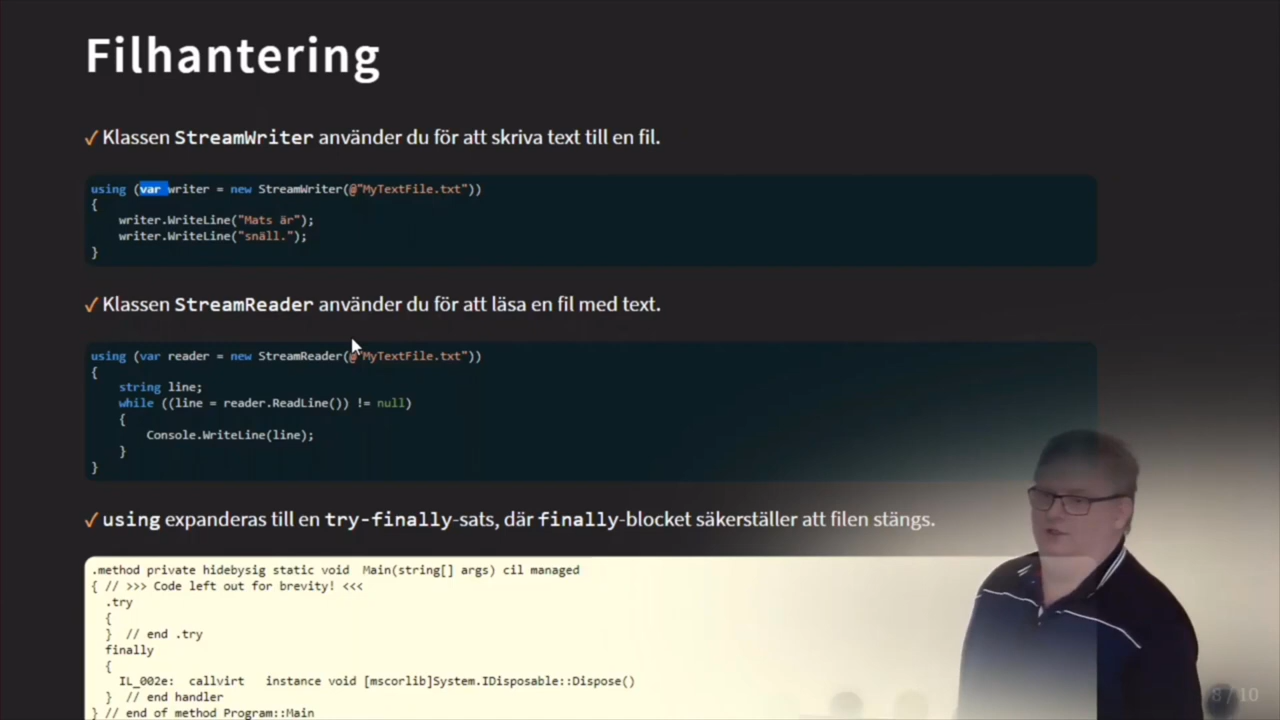 Filhantering
✓ Klassen StreamWriter använder du för att skriva text till en fil.
using (var writer = new StreamWriter(@"MyTextFile.txt"))
{
writer.WriteLine("Mats är");
writer.WriteLine("snäll.");
}
✓ Klassen StreamReader använder du för att läsa en fil med text.
using (var reader = new StreamReader(@"MyTextFile.txt"))
{
string line;
while ((line = reader.ReadLine()) != null)
{
Console.WriteLine(line);
}
}
✓ using expanderas till en try-finally-sats, där finally-blocket säkerställer att filen stängs.
.method private hidebysig static void Main(string[] args) cil managed
{ // >>> Code left out for brevity! <<<
.try
{
} // end .try
finally
{
IL_002e: callvirt instance void [mscorlib]System.IDisposable::Dispose()
} // end handler
} // end of method Program::Main
8 / 10